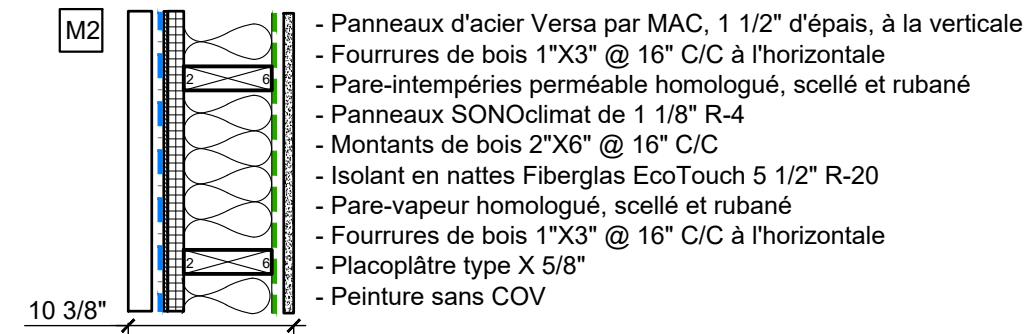 M2
- Panneaux d'acier Versa par MAC, 1 1/2" d'épais, à la verticale
- Fourrures de bois 1"X3" @ 16" C/C à l'horizontale
- Pare-intempéries perméable homologué, scellé et rubané
- Panneaux SONOclimat de 1 1/8" R-4
- Montants de bois 2"X6" @ 16" C/C
- Isolant en nattes Fiberglas EcoTouch 5 1/2" R-20
- Pare-vapeur homologué, scellé et rubané
- Fourrures de bois 1"X3" @ 16" C/C à l'horizontale
- Placoplâtre type X 5/8"
- Peinture sans COV
2 6
2 6
10 3/8"